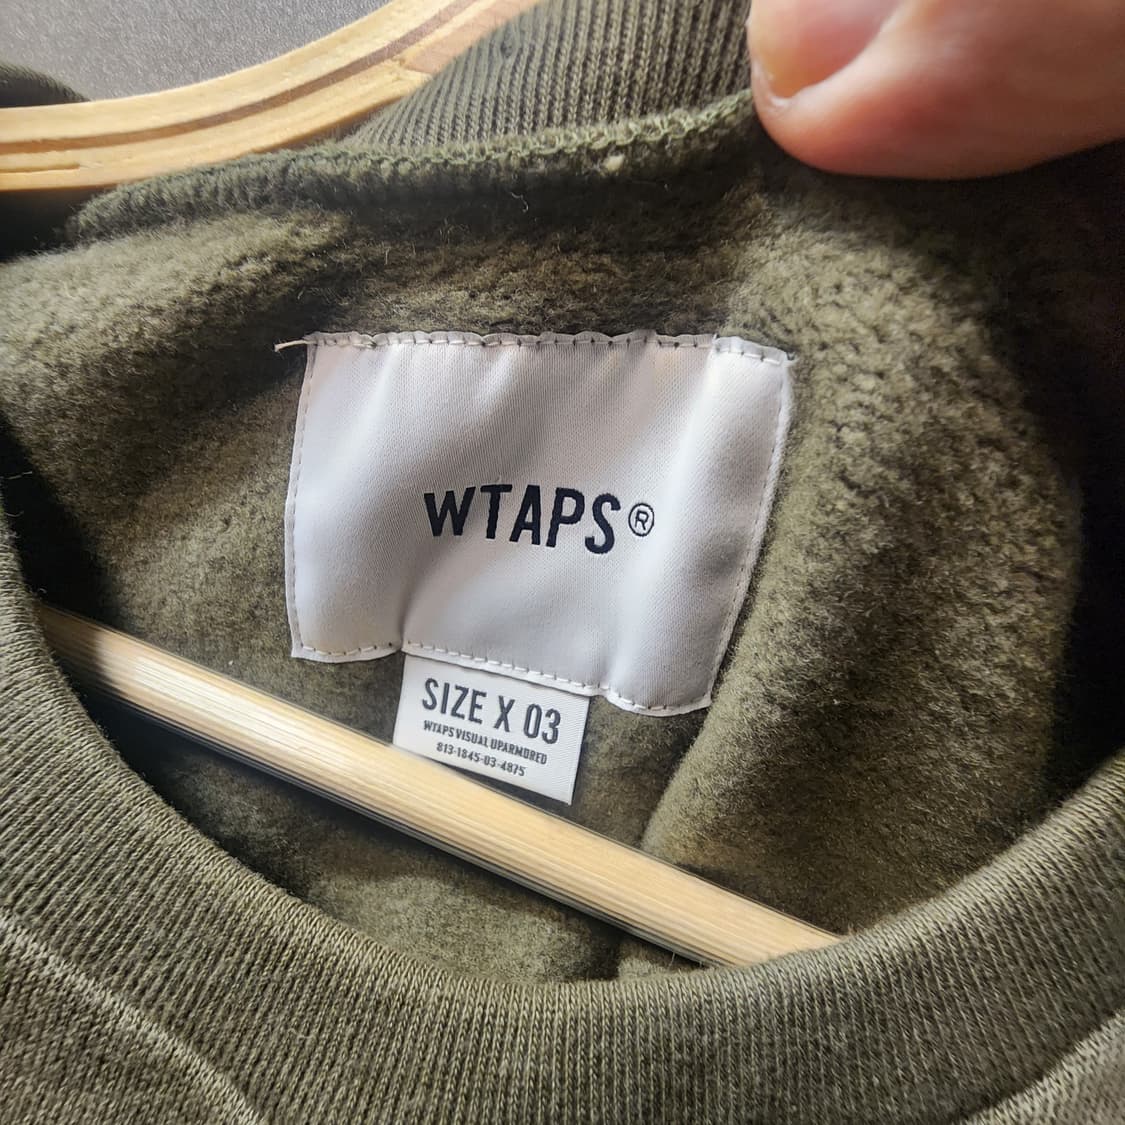 WTAPS®
SIZE X 03
WTAPS VISUAL UPARMORED
813-1845-03-4875